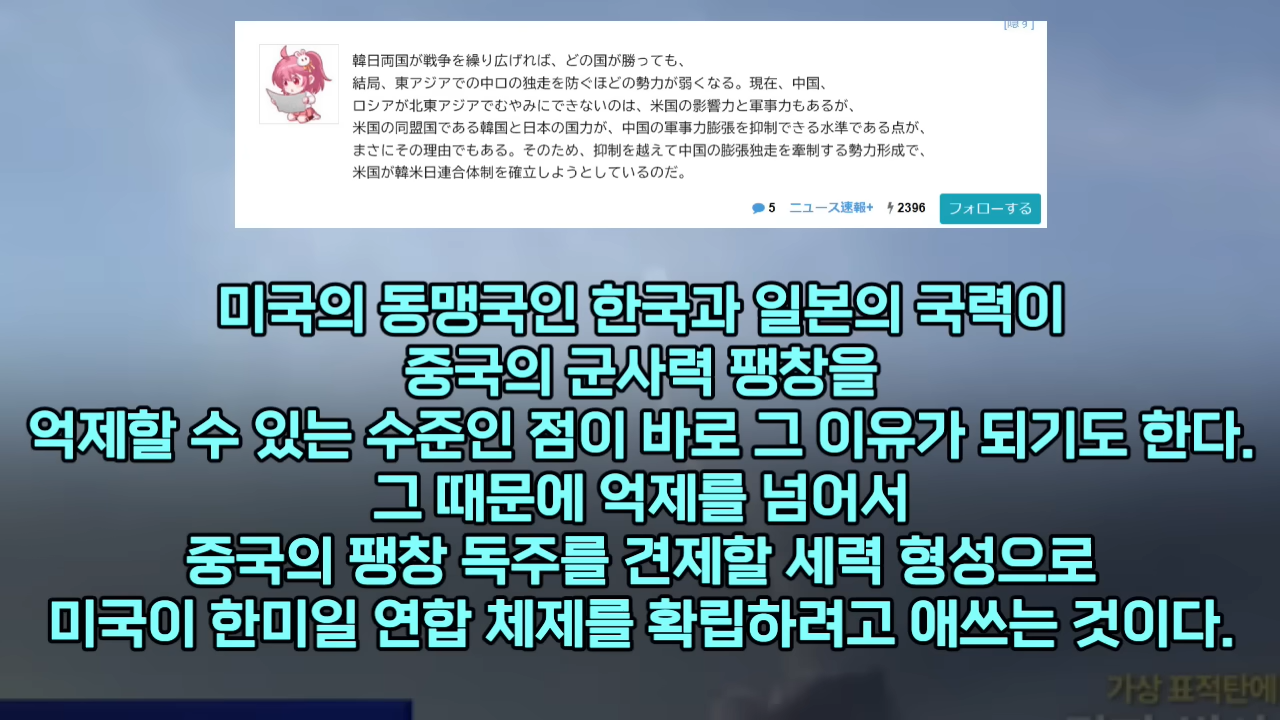 [隠す]
韓日両国が戦争を繰り広げれば、どの国が勝っても、
結局、東アジアでの中ロの独走を防ぐほどの勢力が弱くなる。現在、中国、
ロシアが北東アジアでむやみにできないのは、米国の影響力と軍事力もあるが、
米国の同盟国である韓国と日本の国力が、中国の軍事力膨張を抑制できる水準である点が、
まさにその理由でもある。そのため、抑制を越えて中国の膨張独走を牽制する勢力形成で、
米国が韓米日連合体制を確立しようとしているのだ。
5 ニュース速報+ 2396 フォローする
미국의 동맹국인 한국과 일본의 국력이
중국의 군사력 팽창을
억제할 수 있는 수준인 점이 바로 그 이유가 되기도 한다.
그 때문에 억제를 넘어서
중국의 팽창 독주를 견제할 세력 형성으로
미국이 한미일 연합 체제를 확립하려고 애쓰는 것이다.
가상 표적탄에